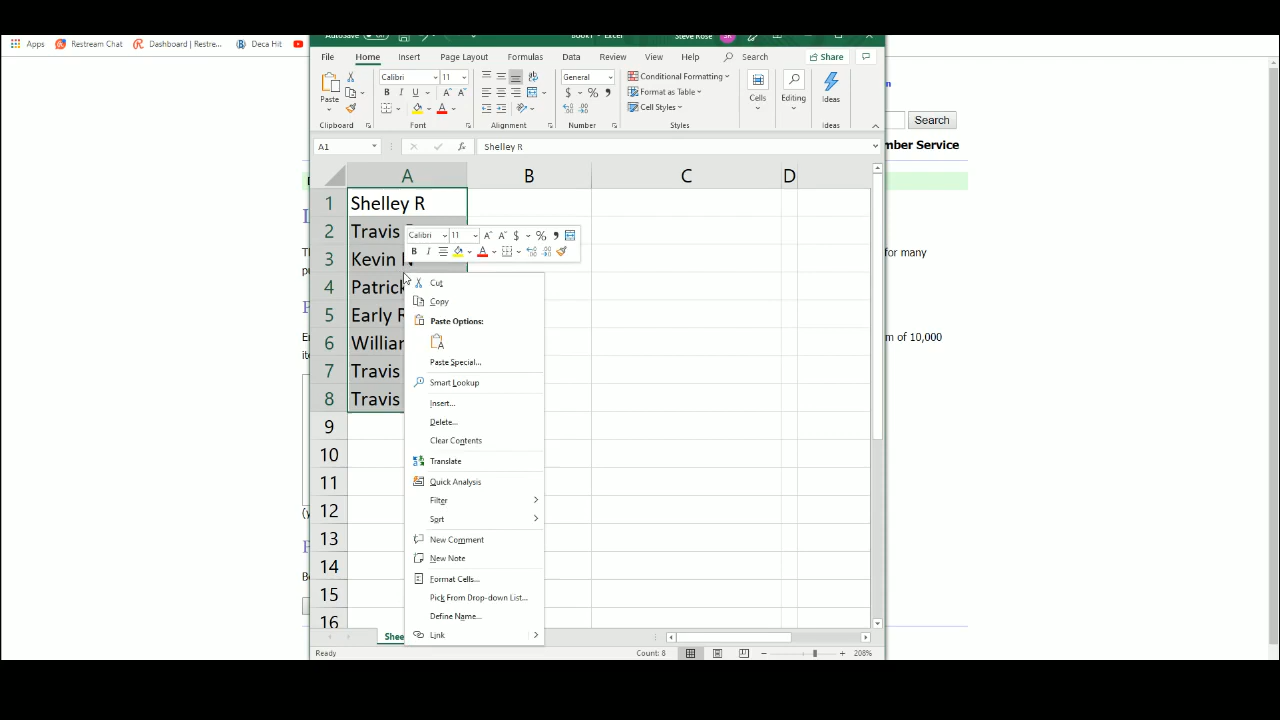 Apps Restream Chat Dashboard | Restre... Deca Hit
AutoSave Book1 - Excel Steve Rose
File Home Insert Page Layout Formulas Data Review View Help Search Share
Paste Calibri 11 General Conditional Formatting Cells Editing Ideas
B I U A A $ % , Format as Table
Cell Styles
Clipboard Font Alignment Number Styles Ideas
Search
A1 fx Shelley R
mber Service
A B C D
1 Shelley R
2 Travis
3 Kevin N
4 Patrick
5 Early R
6 William
7 Travis
8 Travis
9
10
11
12
13
14
15
16
Calibri 11 A A $ % ,
B I A
Cut
Copy
Paste Options:
Paste Special...
Smart Lookup
Insert...
Delete...
Clear Contents
Translate
Quick Analysis
Filter
Sort
New Comment
New Note
Format Cells...
Pick From Drop-down List...
Define Name...
Link
for many
m of 10,000
Shee
Ready Count: 8 208%